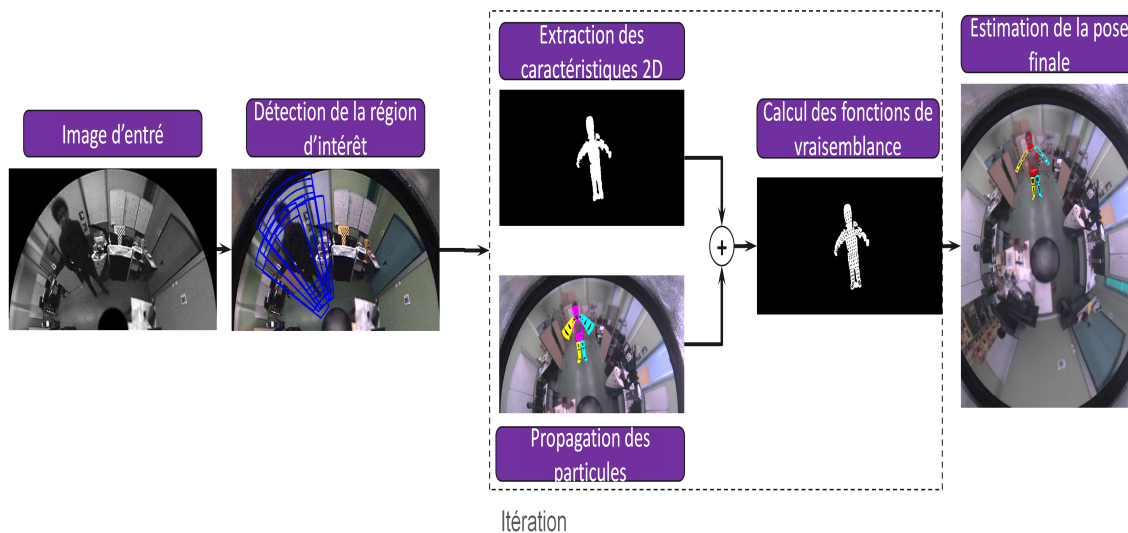 Image d'entré
Détection de la région
d'intérêt
Extraction des
caractéristiques 2D
Propagation des
particules
+
Calcul des fonctions de
vraisemblance
Estimation de la pose
finale
Itération